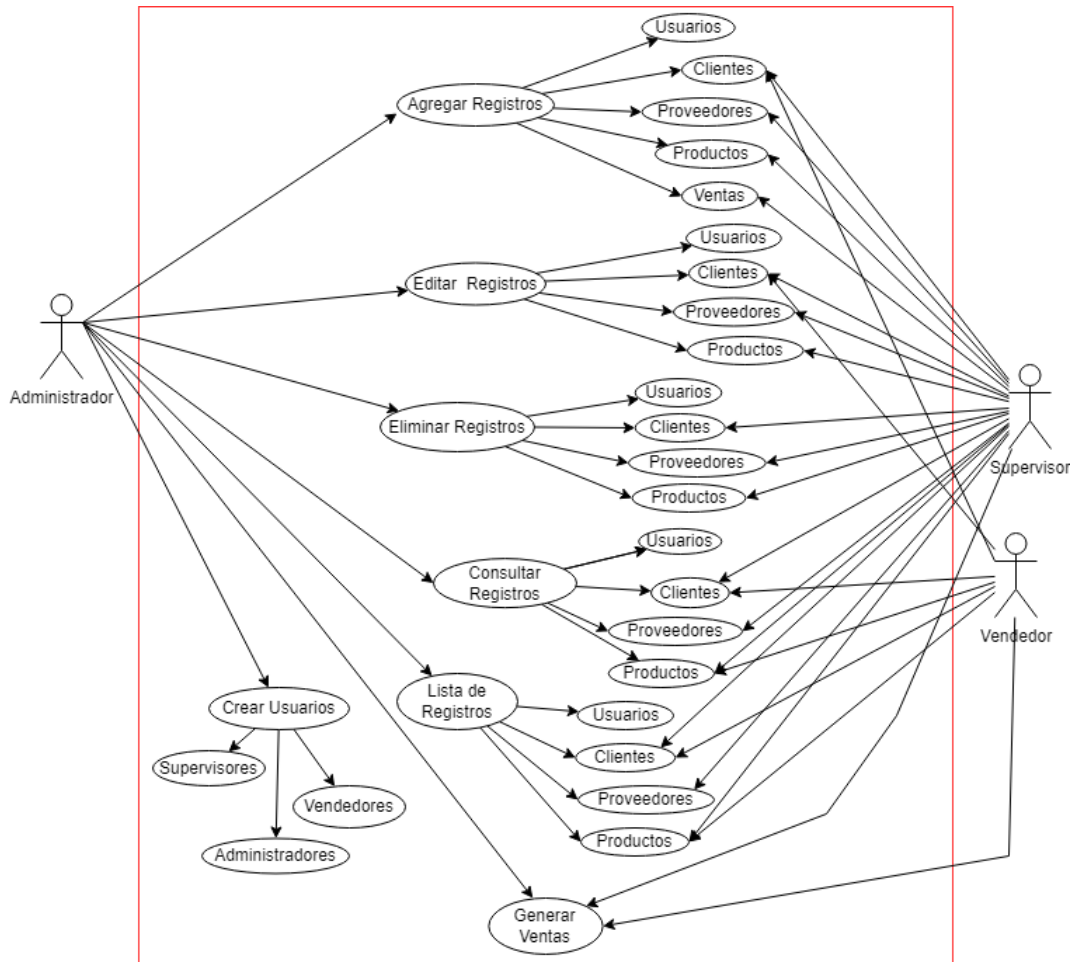 Usuarios
Clientes
Agregar Registros
Proveedores
Productos
Ventas
Usuarios
Clientes
Editar  Registros
Proveedores
Productos
Administrador
Usuarios
Eliminar Registros
Clientes
Proveedores
Productos
Supervisor
Usuarios
Consultar
Registros
Clientes
Proveedores
Productos
Vendedor
Lista de
Registros
Usuarios
Clientes
Proveedores
Productos
Crear Usuarios
Supervisores
Vendedores
Administradores
Generar
Ventas